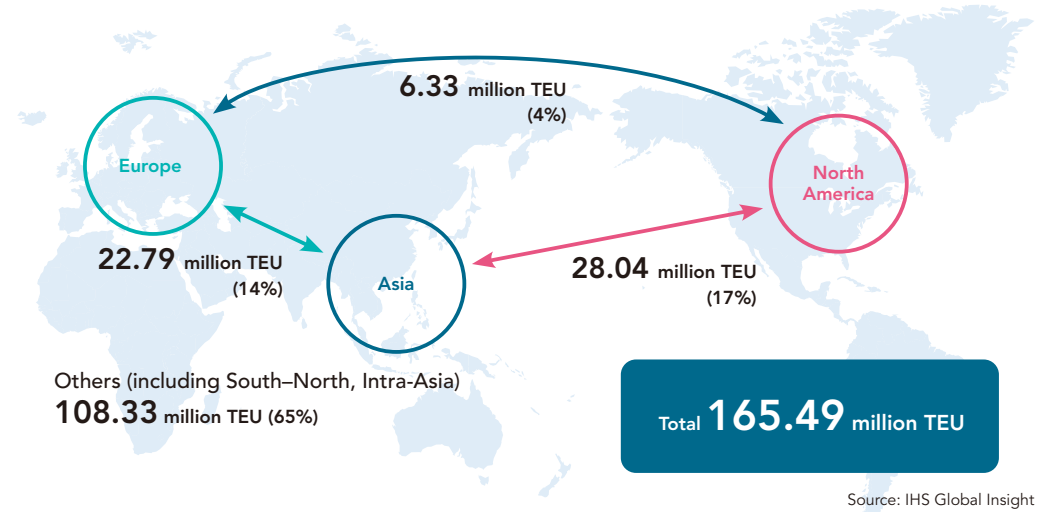 6.33 million TEU
(4%)
Europe
North
America
22.79 million TEU
(14%)
Asia
28.04 million TEU
(17%)
Others (including South–North, Intra-Asia)
108.33 million TEU (65%)
Total 165.49 million TEU
Source: IHS Global Insight